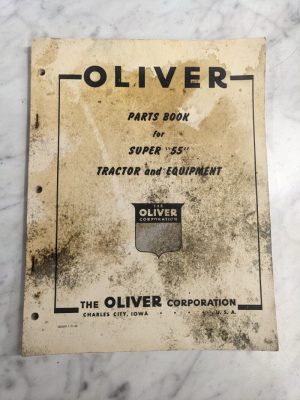 OLIVER
PARTS BOOK
for
SUPER "55"
TRACTOR and EQUIPMENT
THE
OLIVER
CORPORATION
THE OLIVER CORPORATION
CHARLES CITY, IOWA · · · · · U. S. A.